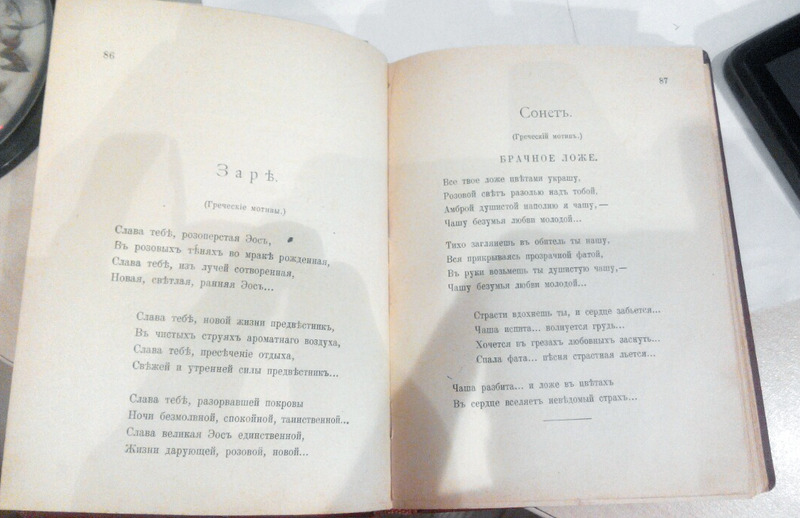 86
Зарѣ.
(Греческіе мотивы.)
Слава тебѣ, розоперстая Эосъ,
Въ розовыхъ тѣняхъ во мракѣ рожденная,
Слава тебѣ, изъ лучей сотворенная,
Новая, свѣтлая, ранняя Эосъ...
Слава тебѣ, новой жизни предвѣстникъ,
Въ чистыхъ струяхъ ароматнаго воздуха,
Слава тебѣ, пресѣченіе отдыха,
Свѣжей и утренней силы предвѣстникъ...
Слава тебѣ, разорвавшей покровы
Ночи безмолвной, спокойной, таинственной...
Слава великая Эосъ единственной,
Жизни дарующей, розовой, новой...
87
Сонетъ.
(Греческій мотивъ.)
БРАЧНОЕ ЛОЖЕ.
Все твое ложе цвѣтами украшу,
Розовой свѣтъ разолью надъ тобой,
Амброй душистой наполню я чашу,—
Чашу безумья любви молодой...
Тихо заглянешь въ обитель ты нашу,
Вся прикрываясь прозрачной фатой,
Въ руки возьмешь ты душистую чашу,—
Чашу безумья любви молодой...
Страсти вдохнешь ты, и сердце забьется...
Чаша испита... волнуется грудь...
Хочется въ грезахъ любовныхъ заснуть...
Спала фата... пѣсня страстная льется...
Чаша разбита... и ложе въ цвѣтахъ
Въ сердце вселяетъ невѣдомый страхъ...